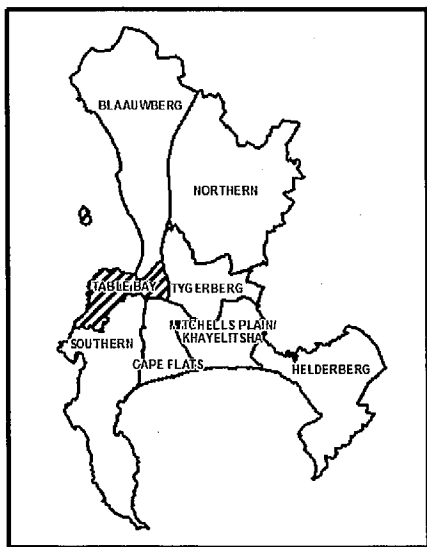 BLAAUWBERG
NORTHERN
TABLE BAY
TYGERBERG
MITCHELLS PLAIN/
KHAYELITSHA
SOUTHERN
CAPE FLATS
HELDERBERG